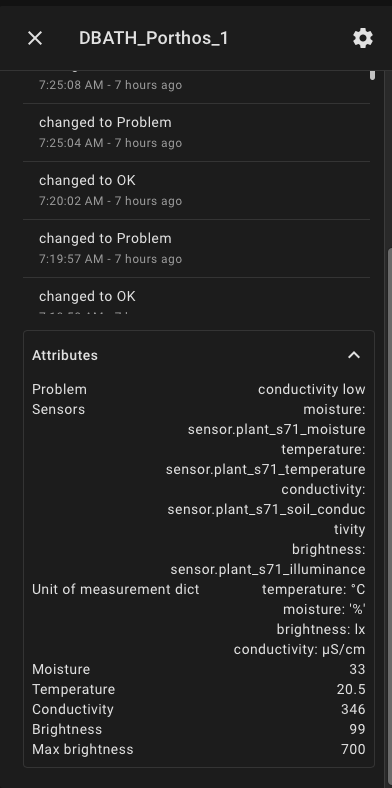 DBATH_Porthos_1
7:25:08 AM - 7 hours ago
changed to Problem
7:25:04 AM - 7 hours ago
changed to OK
7:20:02 AM - 7 hours ago
changed to Problem
7:19:57 AM - 7 hours ago
changed to OK
Attributes
Problem conductivity low
Sensors moisture:
sensor.plant_s71_moisture
temperature:
sensor.plant_s71_temperature
conductivity:
sensor.plant_s71_soil_conduc
tivity
brightness:
sensor.plant_s71_illuminance
Unit of measurement dict temperature: °C
moisture: '%'
brightness: lx
conductivity: μS/cm
Moisture 33
Temperature 20.5
Conductivity 346
Brightness 99
Max brightness 700